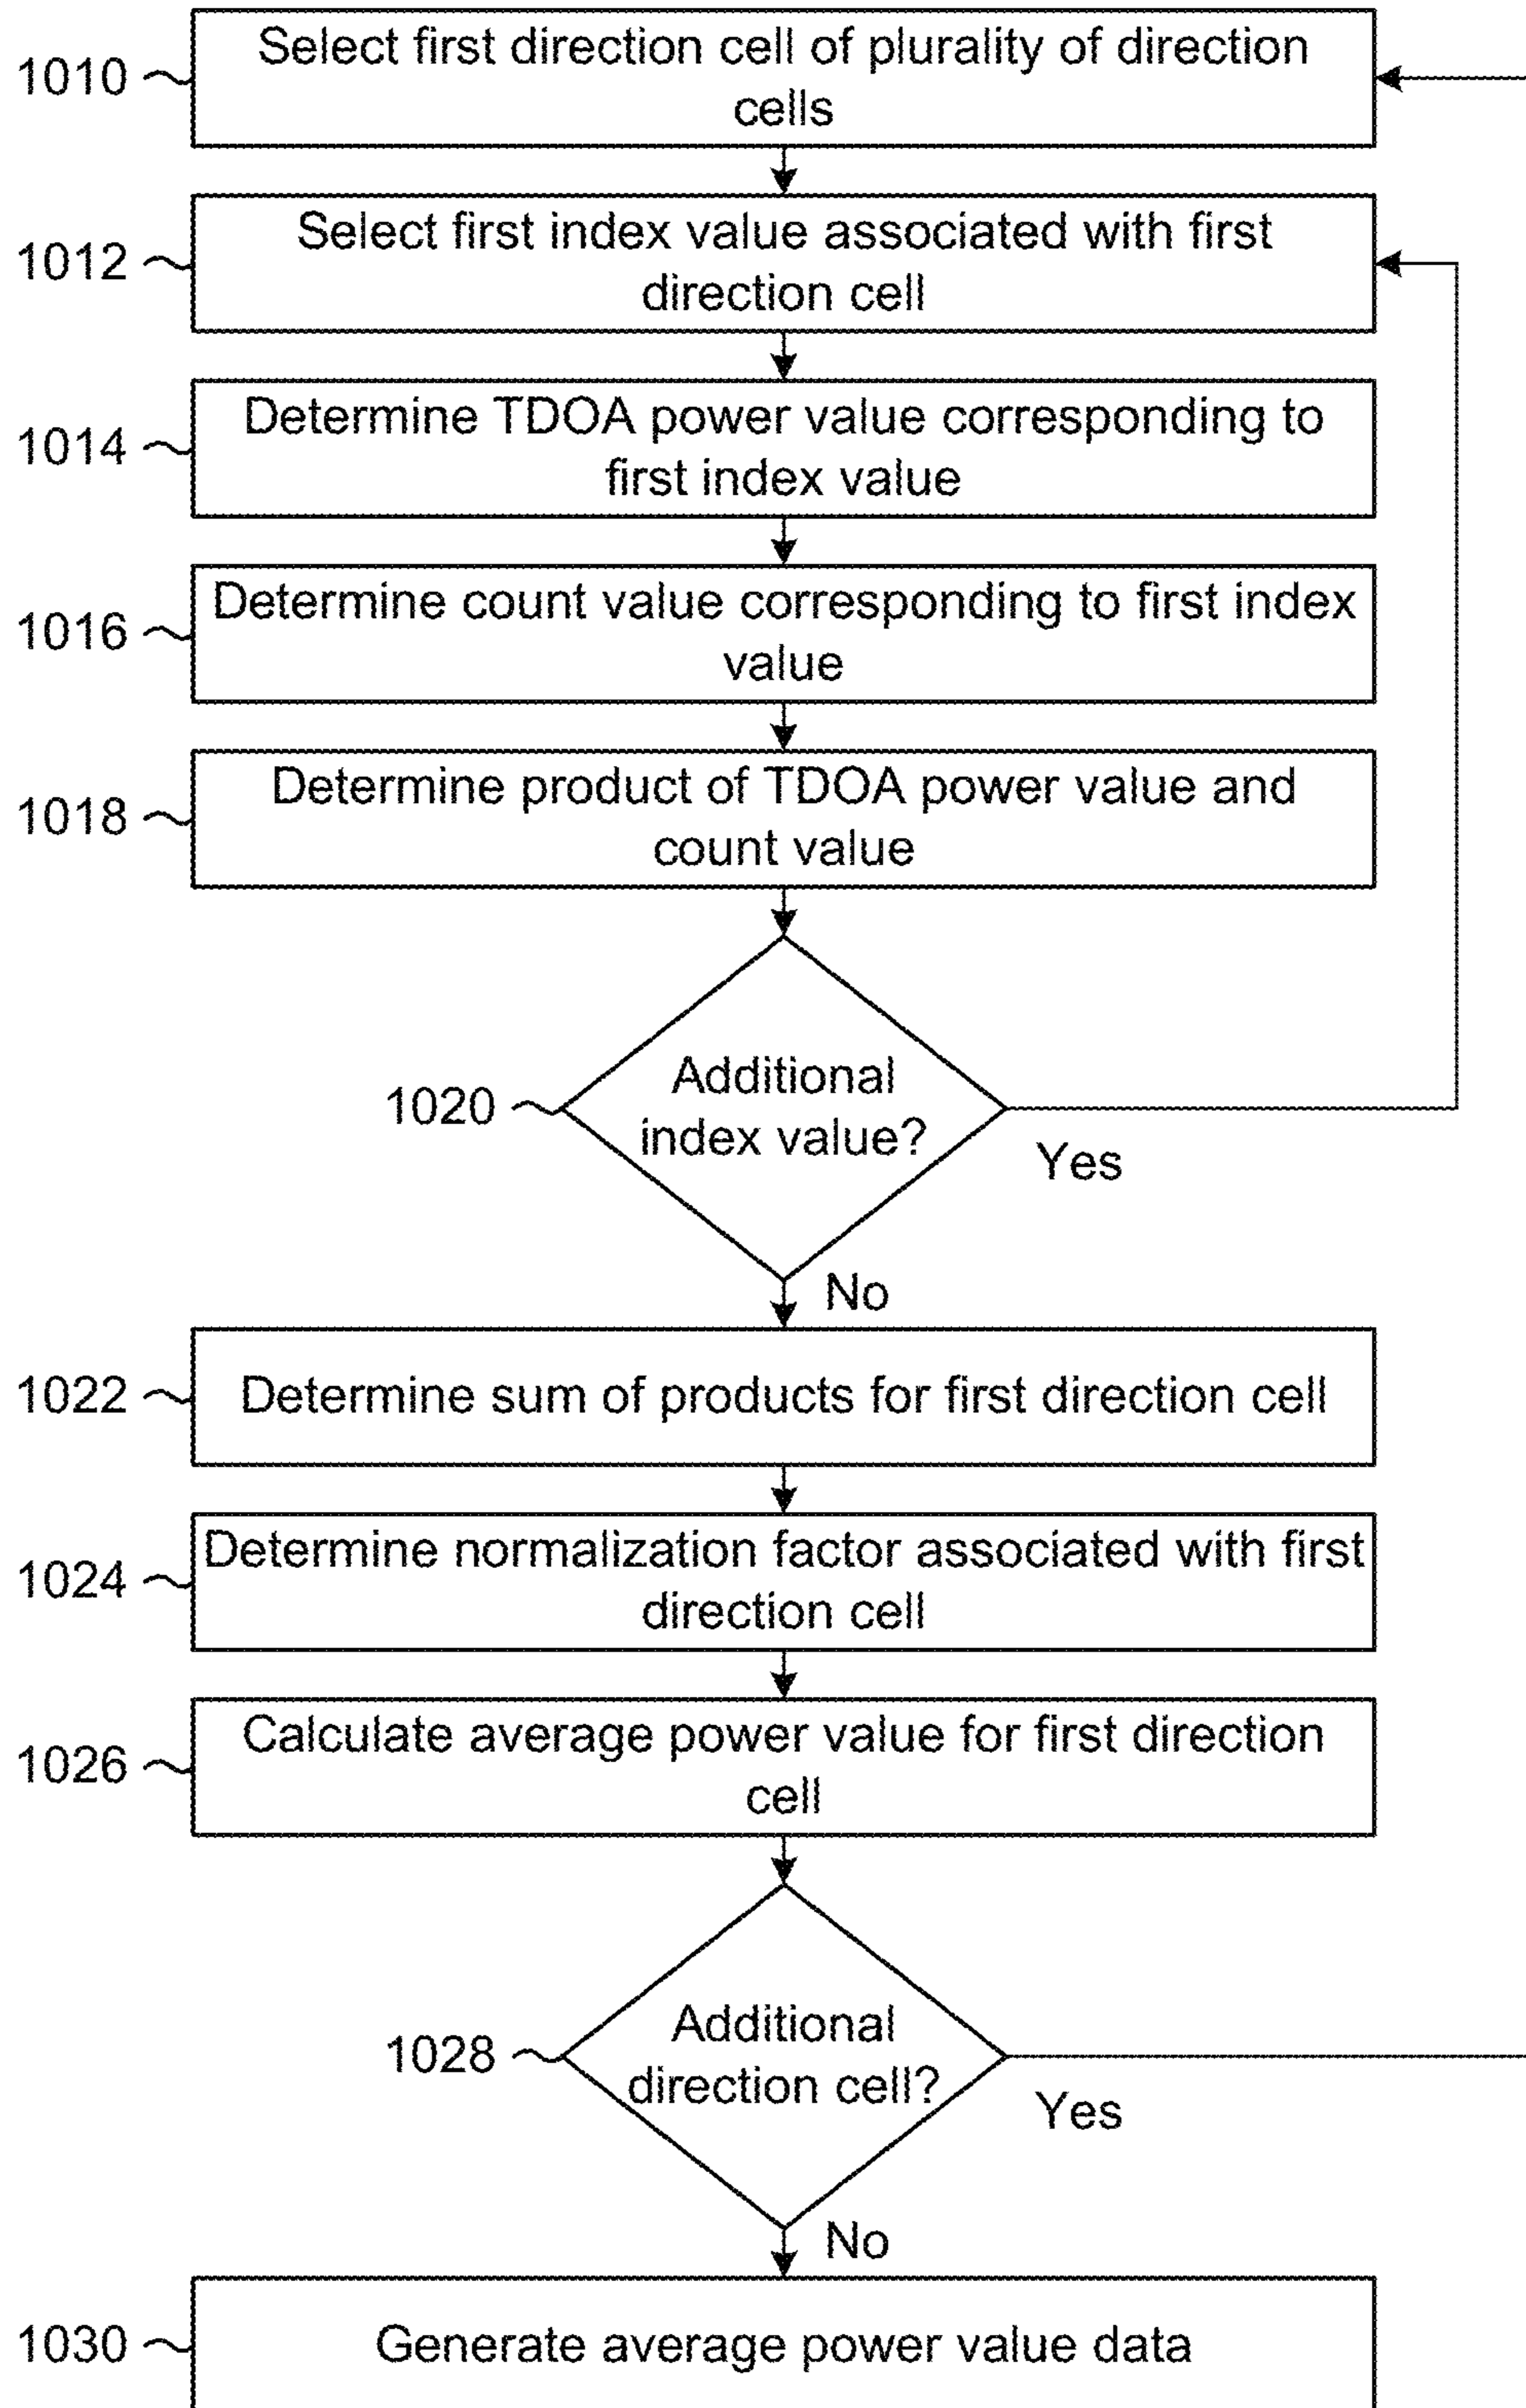 1010
Select first direction cell of plurality of direction
cells
1012
Select first index value associated with first
direction cell
1014
Determine TDOA power value corresponding to
first index value
1016
Determine count value corresponding to first index
value
1018
Determine product of TDOA power value and
count value
1020
Additional
index value?
Yes
No
1022
Determine sum of products for first direction cell
1024
Determine normalization factor associated with first
direction cell
1026
Calculate average power value for first direction
cell
1028
Additional
direction cell?
Yes
No
1030
Generate average power value data